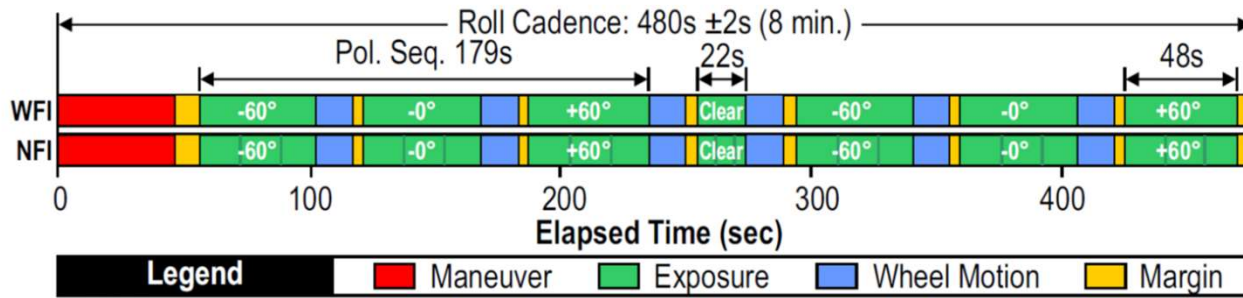 Roll Cadence: 480s ±2s (8 min.)
Pol. Seq. 179s
22s
48s
WFI -60° -0° +60° Clear -60° -0° +60°
NFI -60° -0° +60° Clear -60° -0° +60°
0 100 200 300 400
Elapsed Time (sec)
Legend Maneuver Exposure Wheel Motion Margin